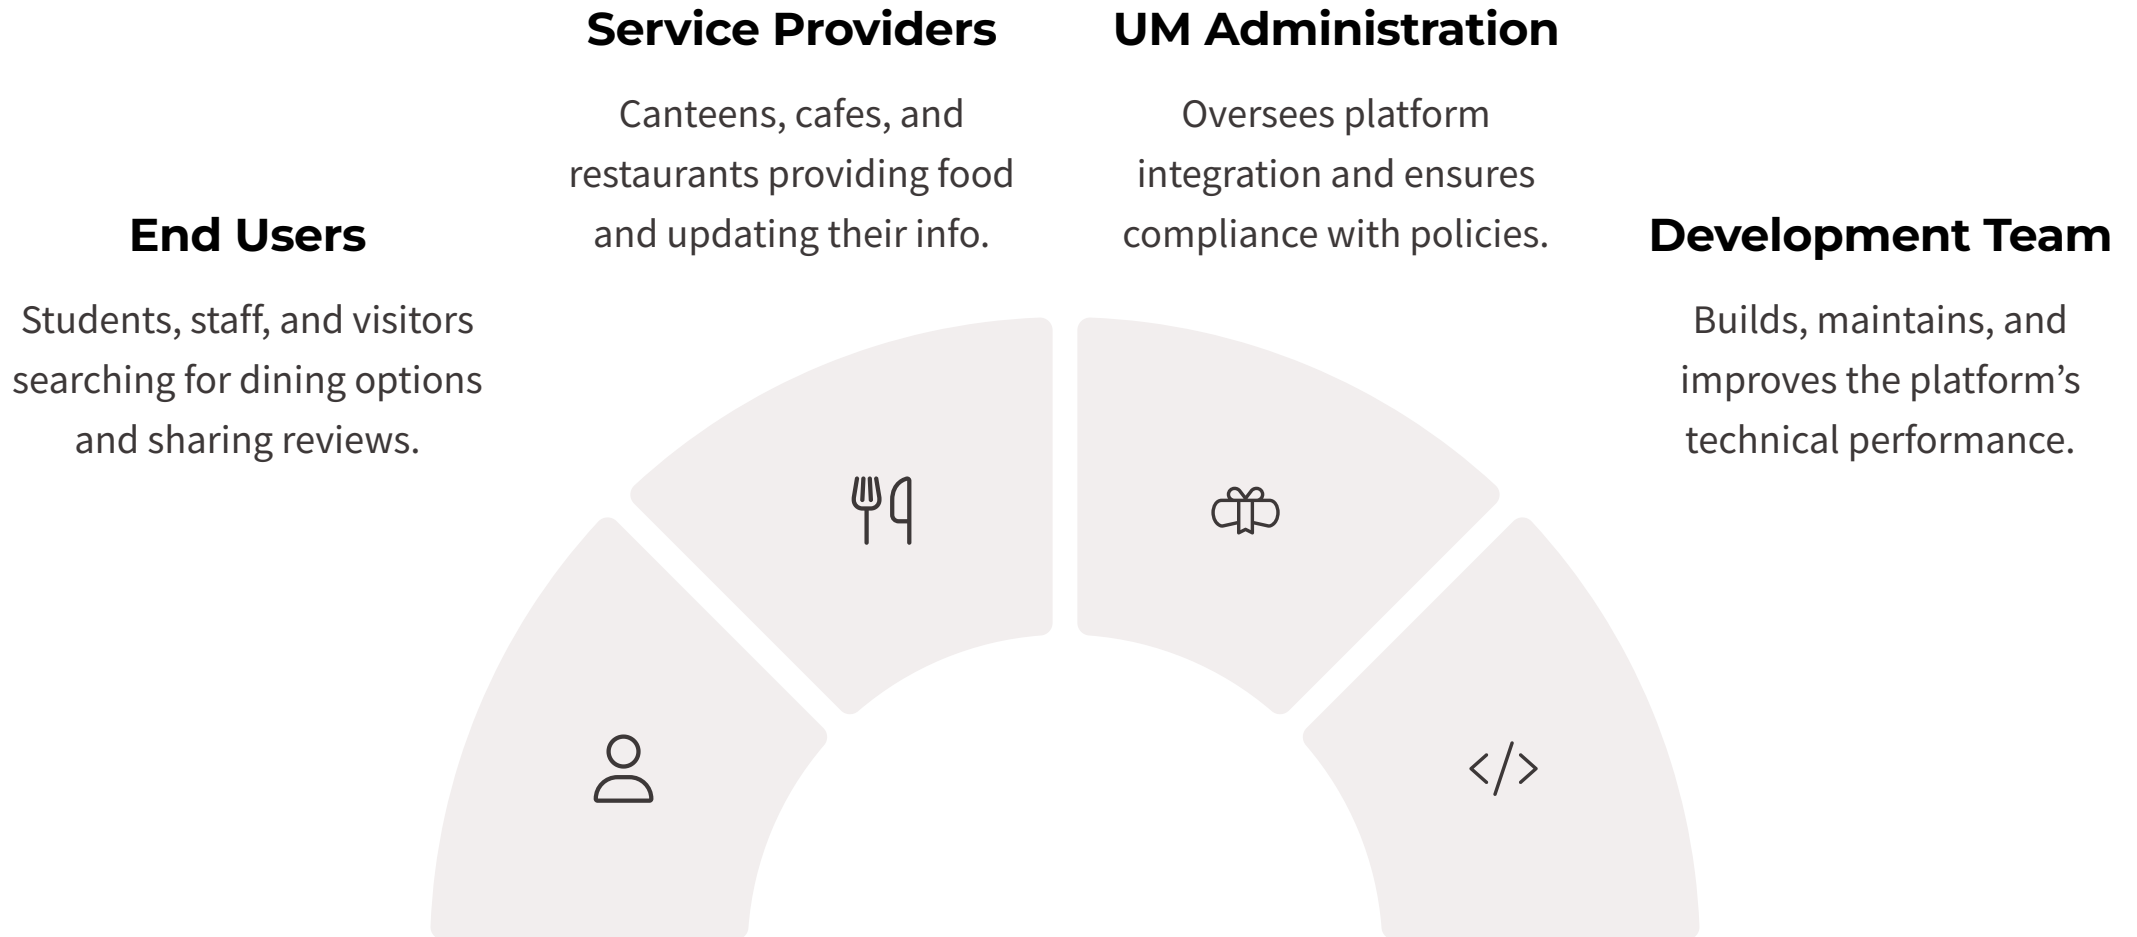 End Users
Students, staff, and visitors
searching for dining options
and sharing reviews.
Service Providers
Canteens, cafes, and
restaurants providing food
and updating their info.
UM Administration
Oversees platform
integration and ensures
compliance with policies.
Development Team
Builds, maintains, and
improves the platform’s
technical performance.